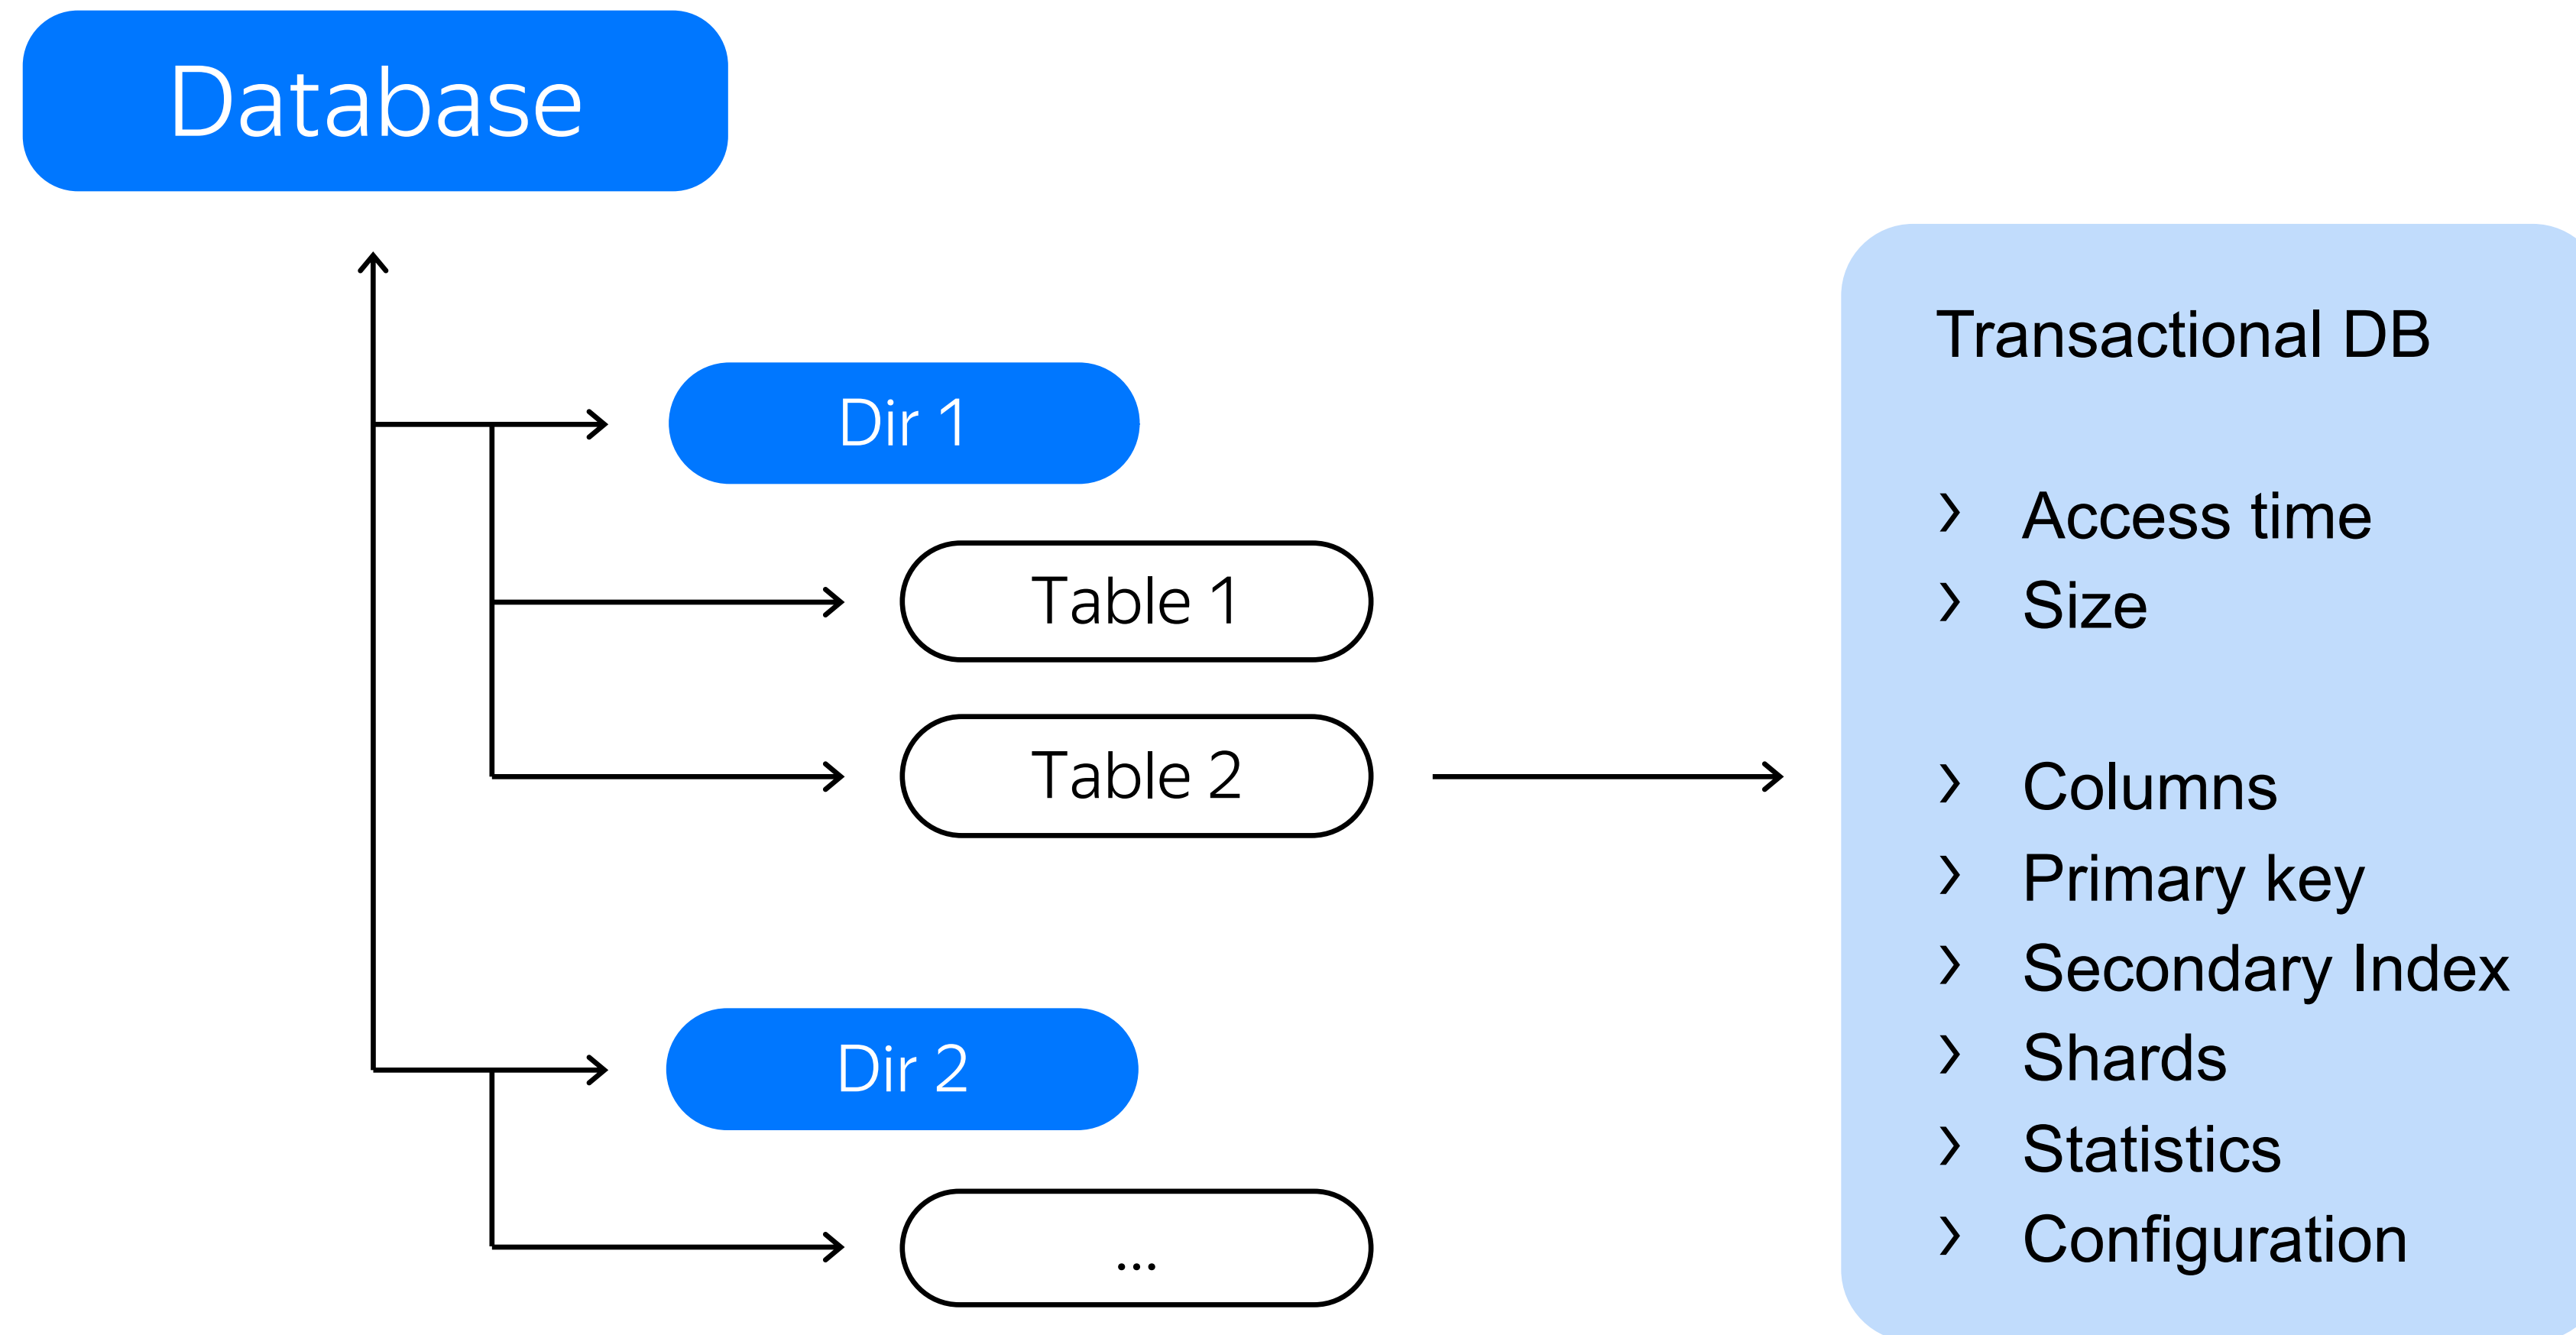 Database
Dir 1
Table 1
Table 2
Dir 2
...
Transactional DB
Access time
Size
Columns
Primary key
Secondary Index
Shards
Statistics
Configuration